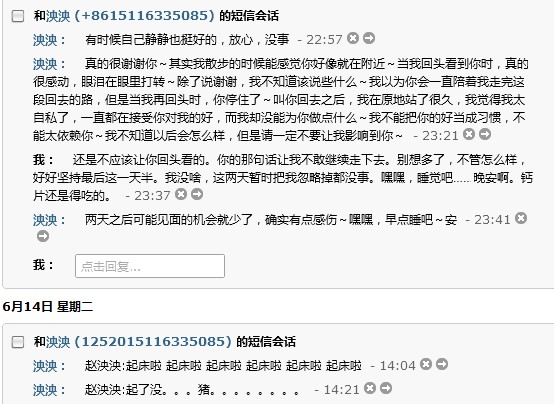 和泱泱 (+8615116335085) 的短信会话
泱泱： 有时候自己静静也挺好的，放心，没事 - 22:57
泱泱： 真的很谢谢你～其实我散步的时候能感觉你好像就在附近～当我回头看到你时，真的
很感动，眼泪在眼里打转～除了说谢谢，我不知道该说些什么～我以为你会一直陪着我走完这
段回去的路，但是当我再回头时，你停住了～叫你回去之后，我在原地站了很久，我觉得我太
自私了，一直都在接受你对我的好，而我却没能为你做点什么～我不能把你的好当成习惯，不
能太依赖你～我不知道以后会怎么样，但是请一定不要让我影响到你～ - 23:21
我： 还是不应该让你回头看的。你的那句话让我不敢继续走下去。别想多了，不管怎么样，
好好坚持最后这一天半。我没啥，这两天暂时把我忽略掉都没事。嘿嘿，睡觉吧..... 晚安啊。钙
片还是得吃的。 - 23:37
泱泱： 两天之后可能见面的机会就少了，确实有点感伤～嘿嘿，早点睡吧～安 - 23:41
我： 点击回复...
6月14日 星期二
和泱泱 (1252015116335085) 的短信会话
泱泱： 赵泱泱:起床啦 起床啦 起床啦 起床啦 起床啦 起床啦 - 14:04
泱泱： 赵泱泱:起了没。。。猪。。。。。。。。 - 14:21